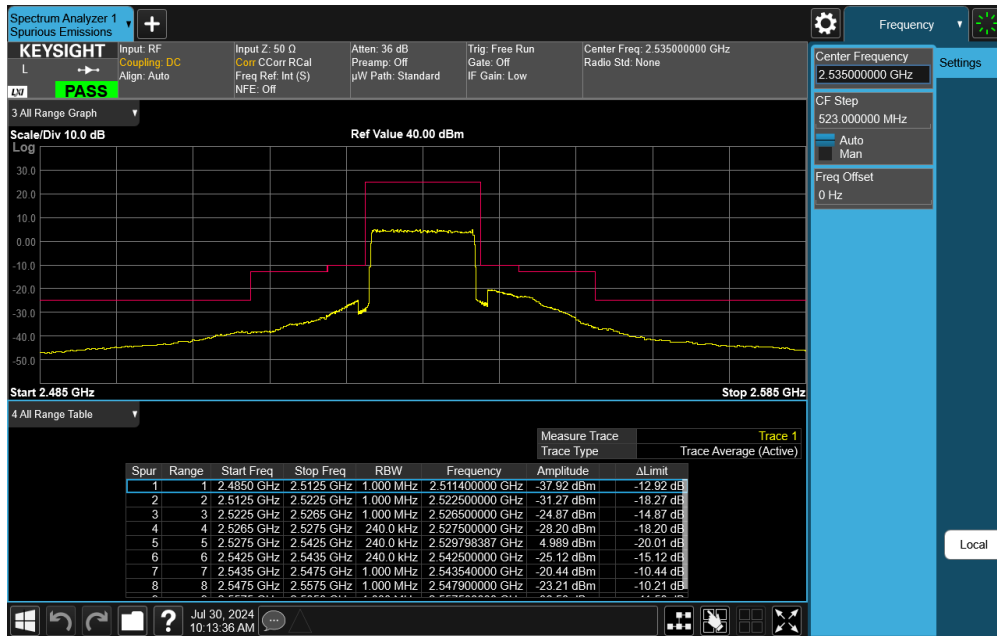 Spectrum Analyzer 1
Spurious Emissions
Frequency
KEYSIGHT
L
LXI
PASS
Input: RF
Coupling: DC
Align: Auto
Input Z: 50 Ω
Corr CCorr RCal
Freq Ref: Int (S)
NFE: Off
Atten: 36 dB
Preamp: Off
µW Path: Standard
Trig: Free Run
Gate: Off
IF Gain: Low
Center Freq: 2.535000000 GHz
Radio Std: None
Center Frequency
2.535000000 GHz
Settings
CF Step
523.000000 MHz
Auto
Man
Freq Offset
0 Hz
3 All Range Graph
Scale/Div 10.0 dB
Ref Value 40.00 dBm
Log
30.0
20.0
10.0
0.00
-10.0
-20.0
-30.0
-40.0
-50.0
Start 2.485 GHz
Stop 2.585 GHz
4 All Range Table
Measure Trace Trace 1
Trace Type Trace Average (Active)
Spur Range Start Freq Stop Freq RBW Frequency Amplitude ΔLimit
1 1 2.4850 GHz 2.5125 GHz 1.000 MHz 2.511400000 GHz -37.92 dBm -12.92 dB
2 2 2.5125 GHz 2.5225 GHz 1.000 MHz 2.522500000 GHz -31.27 dBm -18.27 dB
3 3 2.5225 GHz 2.5265 GHz 1.000 MHz 2.526500000 GHz -24.87 dBm -14.87 dB
4 4 2.5265 GHz 2.5275 GHz 240.0 kHz 2.527500000 GHz -28.20 dBm -18.20 dB
5 5 2.5275 GHz 2.5425 GHz 240.0 kHz 2.529798387 GHz 4.989 dBm -20.01 dB
6 6 2.5425 GHz 2.5435 GHz 240.0 kHz 2.542500000 GHz -25.12 dBm -15.12 dB
7 7 2.5435 GHz 2.5475 GHz 1.000 MHz 2.543540000 GHz -20.44 dBm -10.44 dB
8 8 2.5475 GHz 2.5575 GHz 1.000 MHz 2.547900000 GHz -23.21 dBm -10.21 dB
Local
Jul 30, 2024
10:13:36 AM